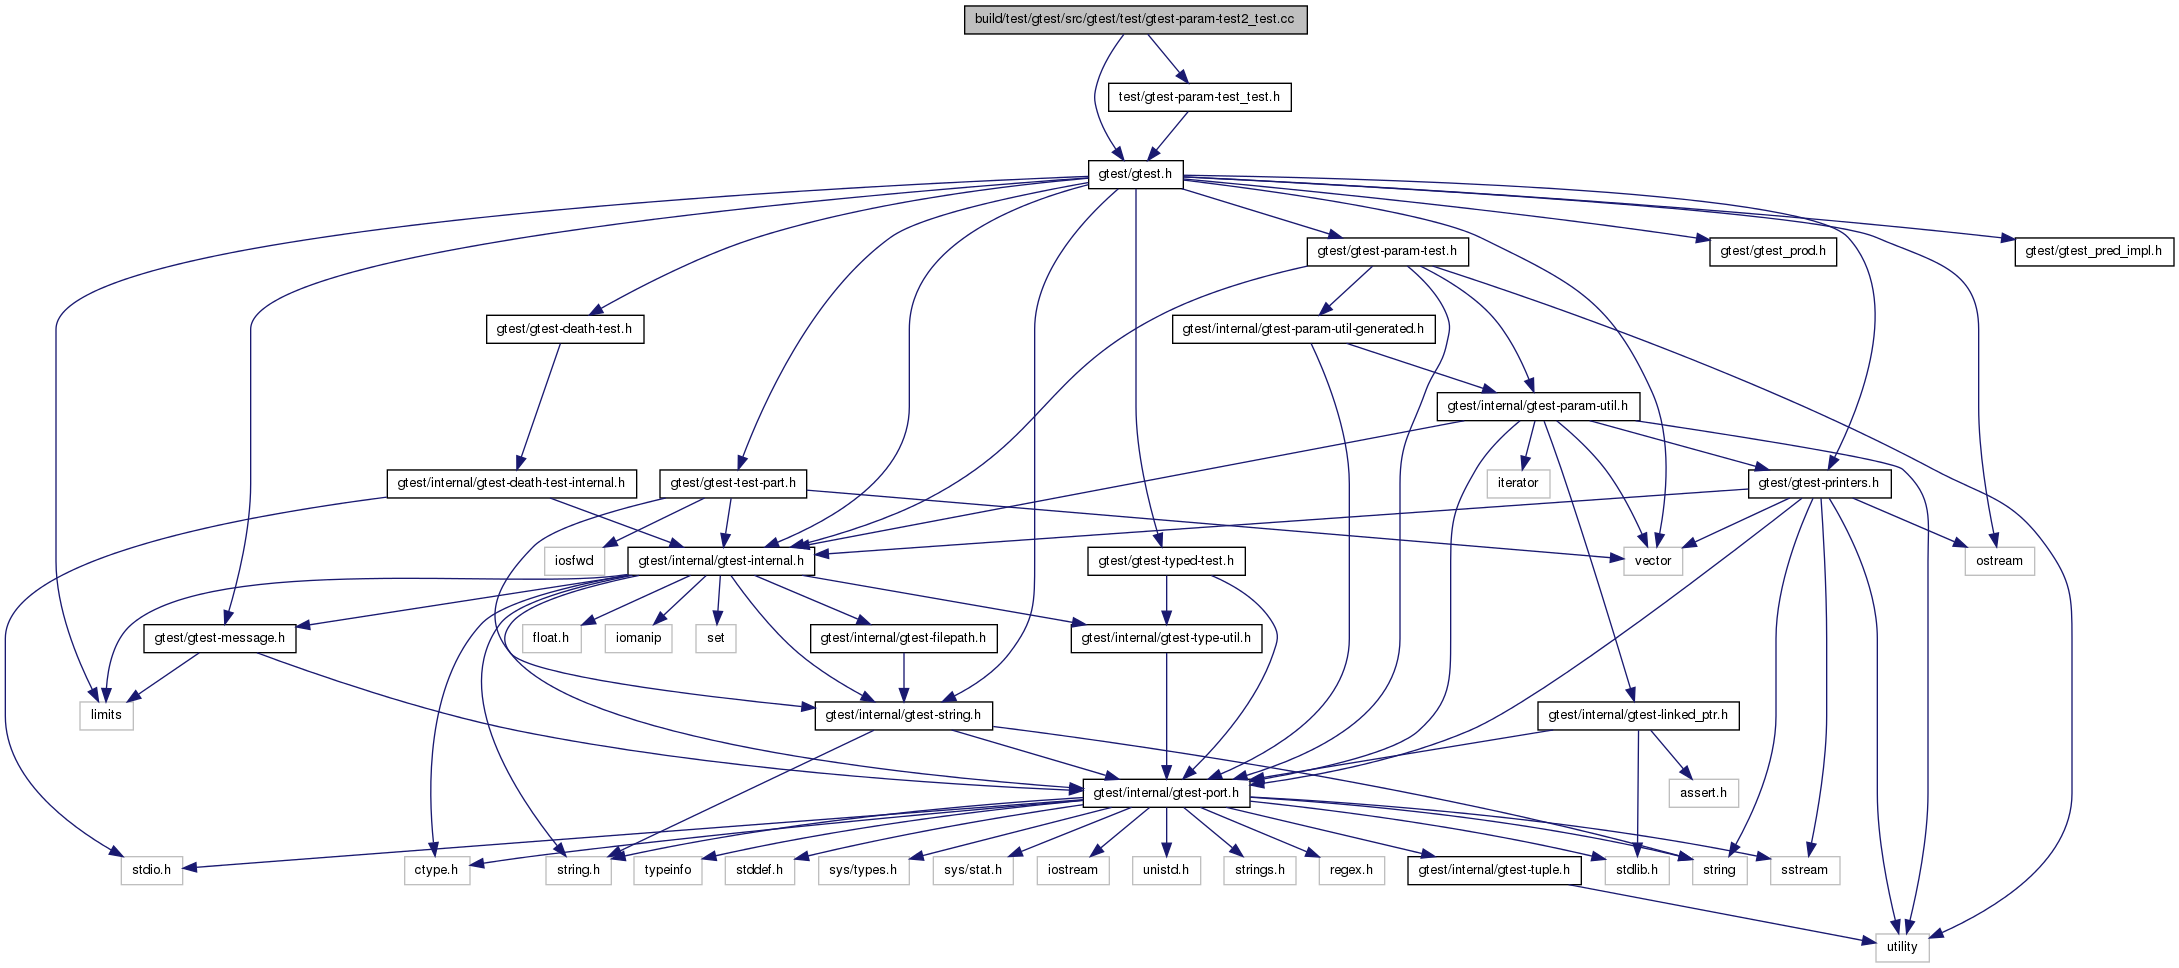 build/test/gtest/src/gtest/test/gtest-param-test2_test.cc
test/gtest-param-test_test.h
gtest/gtest.h
gtest/gtest-param-test.h
gtest/gtest_prod.h
gtest/gtest_pred_impl.h
gtest/gtest-death-test.h
gtest/internal/gtest-param-util-generated.h
gtest/internal/gtest-param-util.h
gtest/internal/gtest-death-test-internal.h
gtest/gtest-test-part.h
iterator
gtest/gtest-printers.h
iosfwd
gtest/internal/gtest-internal.h
gtest/gtest-typed-test.h
vector
ostream
gtest/gtest-message.h
float.h
iomanip
set
gtest/internal/gtest-filepath.h
gtest/internal/gtest-type-util.h
limits
gtest/internal/gtest-string.h
gtest/internal/gtest-linked_ptr.h
gtest/internal/gtest-port.h
assert.h
stdio.h
ctype.h
string.h
typeinfo
stddef.h
sys/types.h
sys/stat.h
iostream
unistd.h
strings.h
regex.h
gtest/internal/gtest-tuple.h
stdlib.h
string
sstream
utility